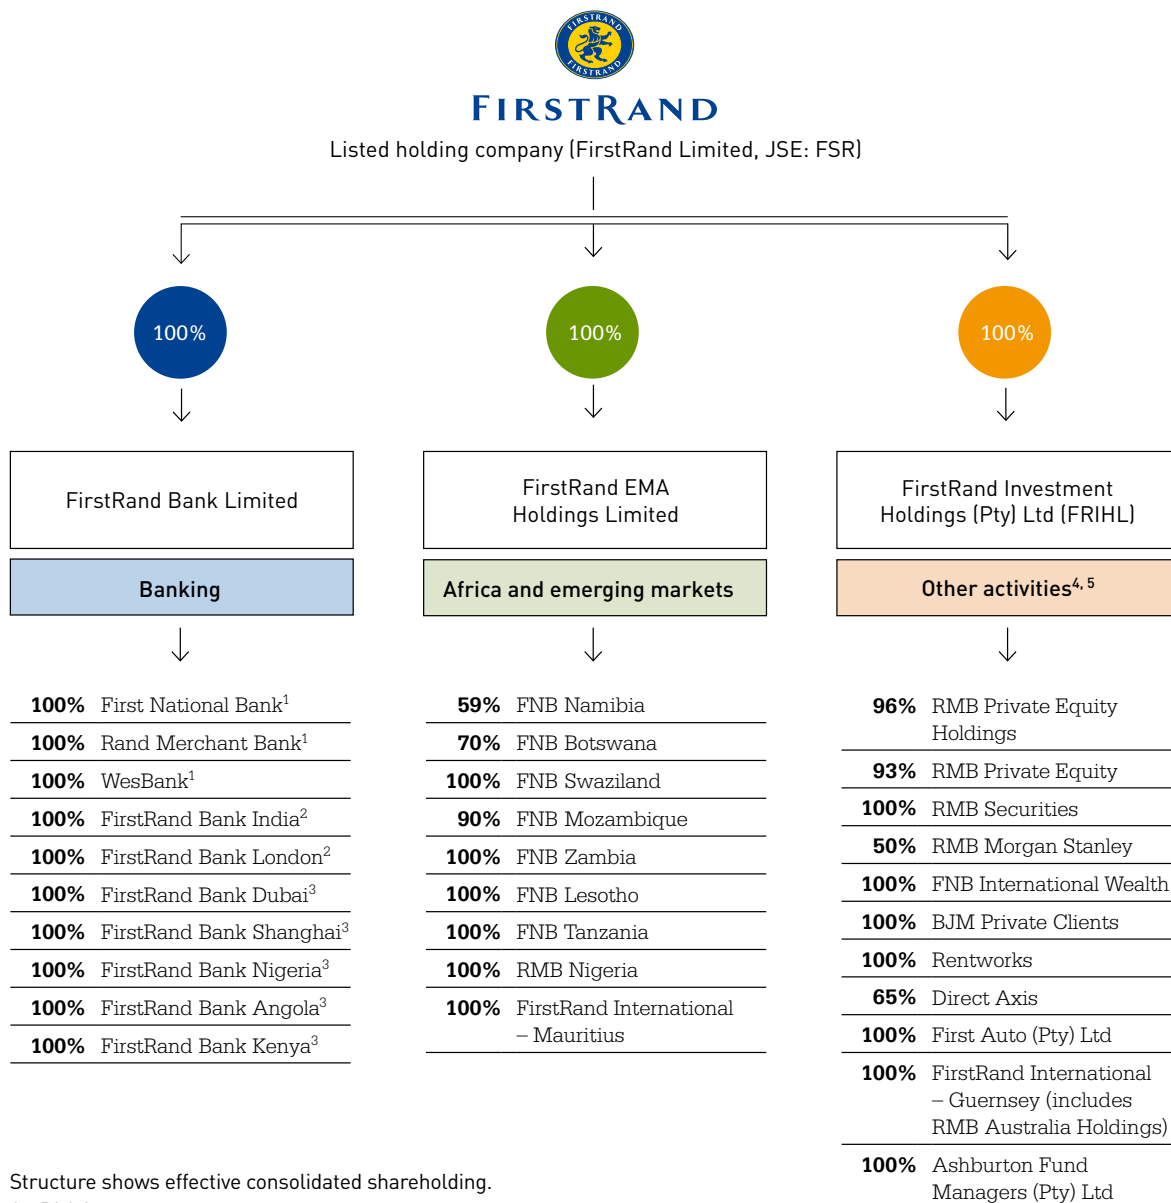 FIRSTRAND
FIRSTRAND
FIRSTRAND
Listed holding company (FirstRand Limited, JSE: FSR)
100%
100%
100%
FirstRand Bank Limited
FirstRand EMA
Holdings Limited
FirstRand Investment
Holdings (Pty) Ltd (FRIHL)
Banking
Africa and emerging markets
Other activities⁴, ⁵
100% First National Bank¹
100% Rand Merchant Bank¹
100% WesBank¹
100% FirstRand Bank India²
100% FirstRand Bank London²
100% FirstRand Bank Dubai³
100% FirstRand Bank Shanghai³
100% FirstRand Bank Nigeria³
100% FirstRand Bank Angola³
100% FirstRand Bank Kenya³
59% FNB Namibia
70% FNB Botswana
100% FNB Swaziland
90% FNB Mozambique
100% FNB Zambia
100% FNB Lesotho
100% FNB Tanzania
100% RMB Nigeria
100% FirstRand International
– Mauritius
96% RMB Private Equity
Holdings
93% RMB Private Equity
100% RMB Securities
50% RMB Morgan Stanley
100% FNB International Wealth
100% BJM Private Clients
100% Rentworks
65% Direct Axis
100% First Auto (Pty) Ltd
100% FirstRand International
– Guernsey (includes
RMB Australia Holdings)
100% Ashburton Fund
Managers (Pty) Ltd
Structure shows effective consolidated shareholding.